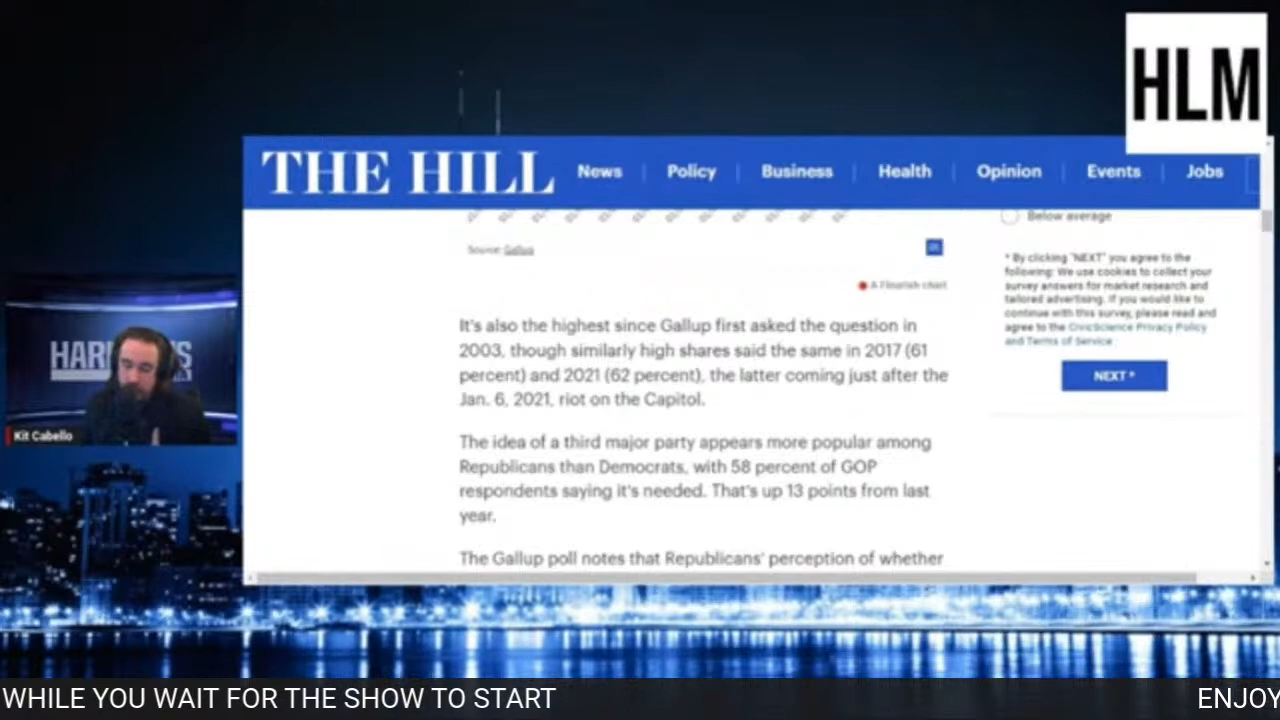 HLM
THE HILL
News
Policy
Business
Health
Opinion
Events
Jobs
Below average
Source: Gallup
* By clicking "NEXT" you agree to the
following: We use cookies to collect your
survey answers for market research and
tailored advertising. If you would like to
continue with this survey, please read and
agree to the CivicScience Privacy Policy
and Terms of Service
A Flourish chart
NEXT *
It's also the highest since Gallup first asked the question in
2003, though similarly high shares said the same in 2017 (61
percent) and 2021 (62 percent), the latter coming just after the
Jan. 6, 2021, riot on the Capitol.
The idea of a third major party appears more popular among
Republicans than Democrats, with 58 percent of GOP
respondents saying it's needed. That's up 13 points from last
year.
The Gallup poll notes that Republicans' perception of whether
Kit Cabello
WHILE YOU WAIT FOR THE SHOW TO START
ENJOY